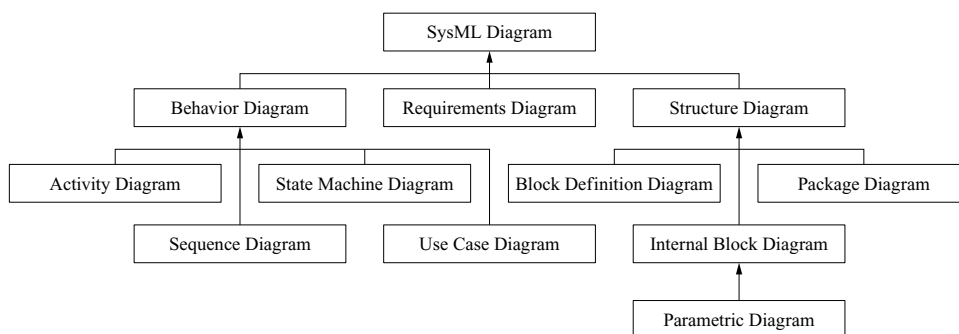 SysML Diagram
Behavior Diagram
Requirements Diagram
Structure Diagram
Activity Diagram
State Machine Diagram
Block Definition Diagram
Package Diagram
Sequence Diagram
Use Case Diagram
Internal Block Diagram
Parametric Diagram